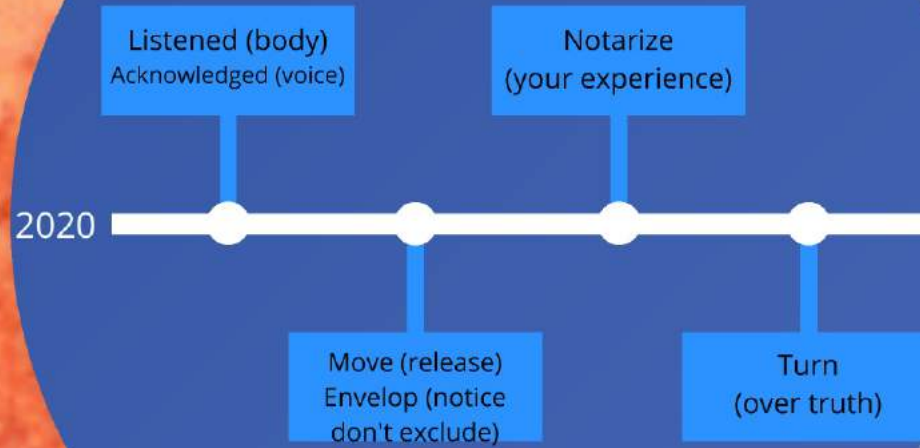 Listened (body)
Acknowledged (voice)
Notarize
(your experience)
2020
Move (release)
Envelop (notice
don't exclude)
Turn
(over truth)